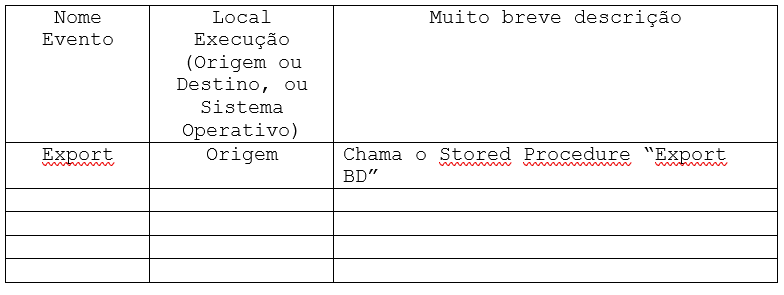 Nome
Evento
Local
Execução
(Origem ou
Destino, ou
Sistema
Operativo)
Muito breve descrição
Export
Origem
Chama o Stored Procedure “Export
BD”